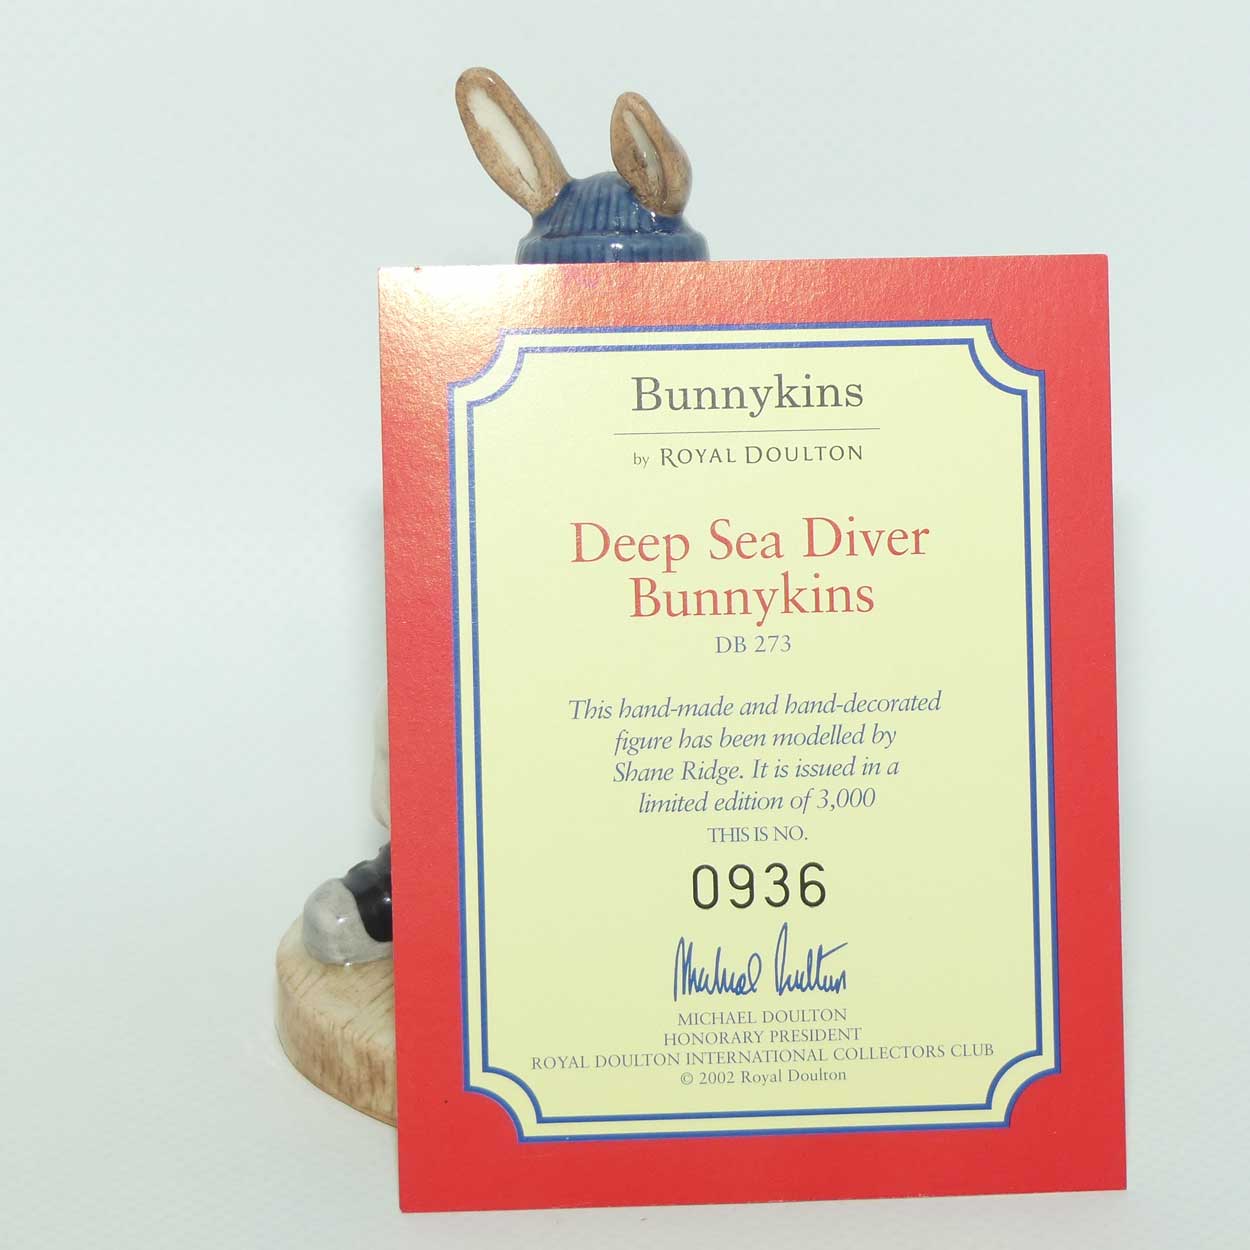 Bunnykins
by ROYAL DOULTON
Deep Sea Diver
Bunnykins
DB 273
This hand-made and hand-decorated
figure has been modelled by
Shane Ridge. It is issued in a
limited edition of 3,000
THIS IS NO.
0936
Michael Doulton
MICHAEL DOULTON
HONORARY PRESIDENT
ROYAL DOULTON INTERNATIONAL COLLECTORS CLUB
© 2002 Royal Doulton